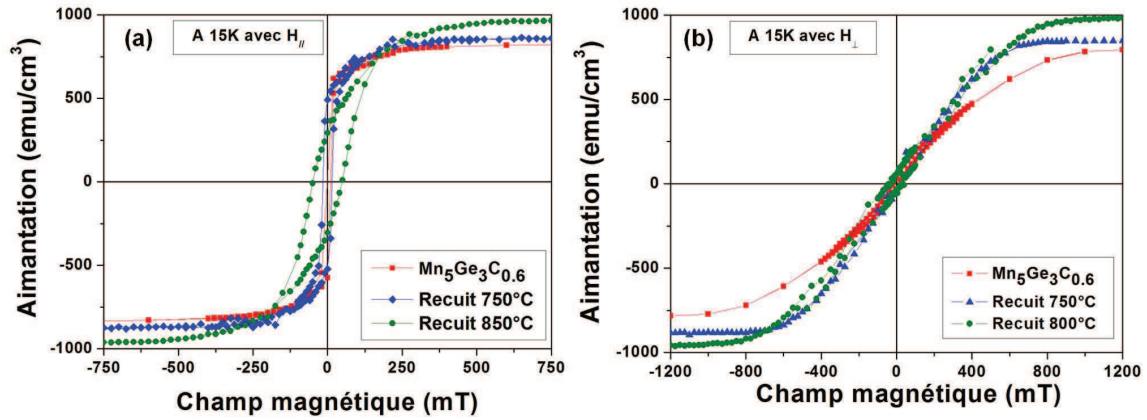 (a)
A 15K avec H//
Aimantation (emu/cm³)
1000
500
0
-500
-1000
-750
-500
-250
0
250
500
750
Champ magnétique (mT)
Mn₅Ge₃C₀.₆
Recuit 750°C
Recuit 850°C
(b)
A 15K avec H⊥
Aimantation (emu/cm³)
1000
500
0
-500
-1000
-1200
-800
-400
0
400
800
1200
Champ magnétique (mT)
Mn₅Ge₃C₀.₆
Recuit 750°C
Recuit 800°C